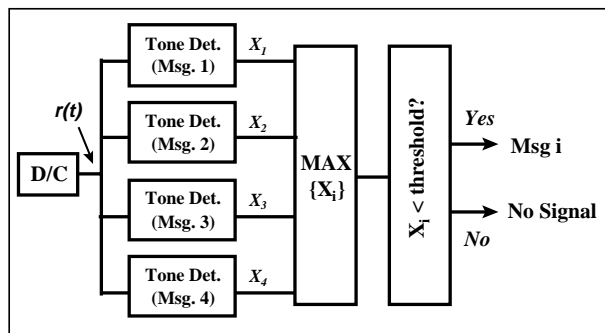 Tone Det.
(Msg. 1)
X1
r(t)
Tone Det.
(Msg. 2)
X2
D/C
Tone Det.
(Msg. 3)
X3
Tone Det.
(Msg. 4)
X4
MAX
{Xi}
Xi < threshold?
Yes
Msg i
No Signal
No